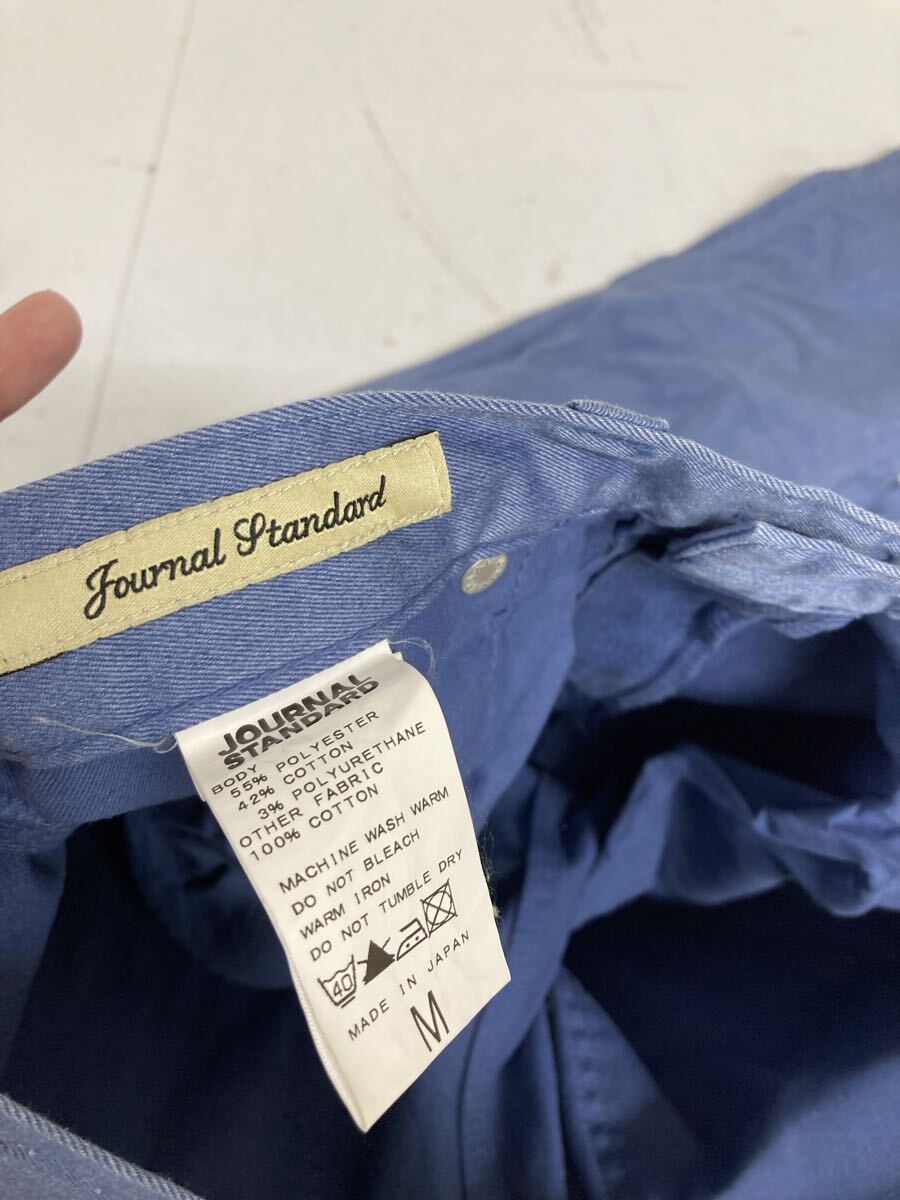 Journal Standard
JOURNAL
STANDARD
BODY
55% POLYESTER
42% COTTON
3% POLYURETHANE
OTHER FABRIC
100% COTTON
MACHINE WASH WARM
DO NOT BLEACH
WARM IRON
DO NOT TUMBLE DRY
40
MADE IN JAPAN
M